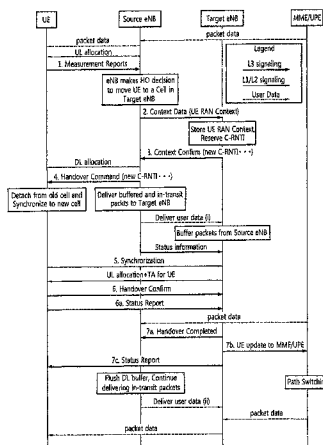 UE
Source eNB
Target eNB
MME/UPE
packet data
packet data
UL allocation
Legend
L3 signaling
L1/L2 signaling
User Data
1. Measurement Reports
eNB makes HO decision
to move UE to a Cell in
Target eNB
2. Context Data (UE RAN Context)
Store UE RAN Context,
Reserve C-RNTI
3. Context Confirm (new C-RNTI・・・)
DL allocation
4. Handover Command (new C-RNTI・・・)
Detach from old cell and
Synchronize to new cell
Deliver buffered and in-transit
packets to Target eNB
Deliver user data (i)
Buffer packets from Source eNB
Status information
5. Synchronization
UL allocation+TA for UE
6. Handover Confirm
6a. Status Report
packet data
7a. Handover Completed
7b. UE update to MME/UPE
7c. Status Report
Flush DL buffer, Continue
delivering in-transit packets
Path Switching
Deliver user data (ii)
packet data
packet data